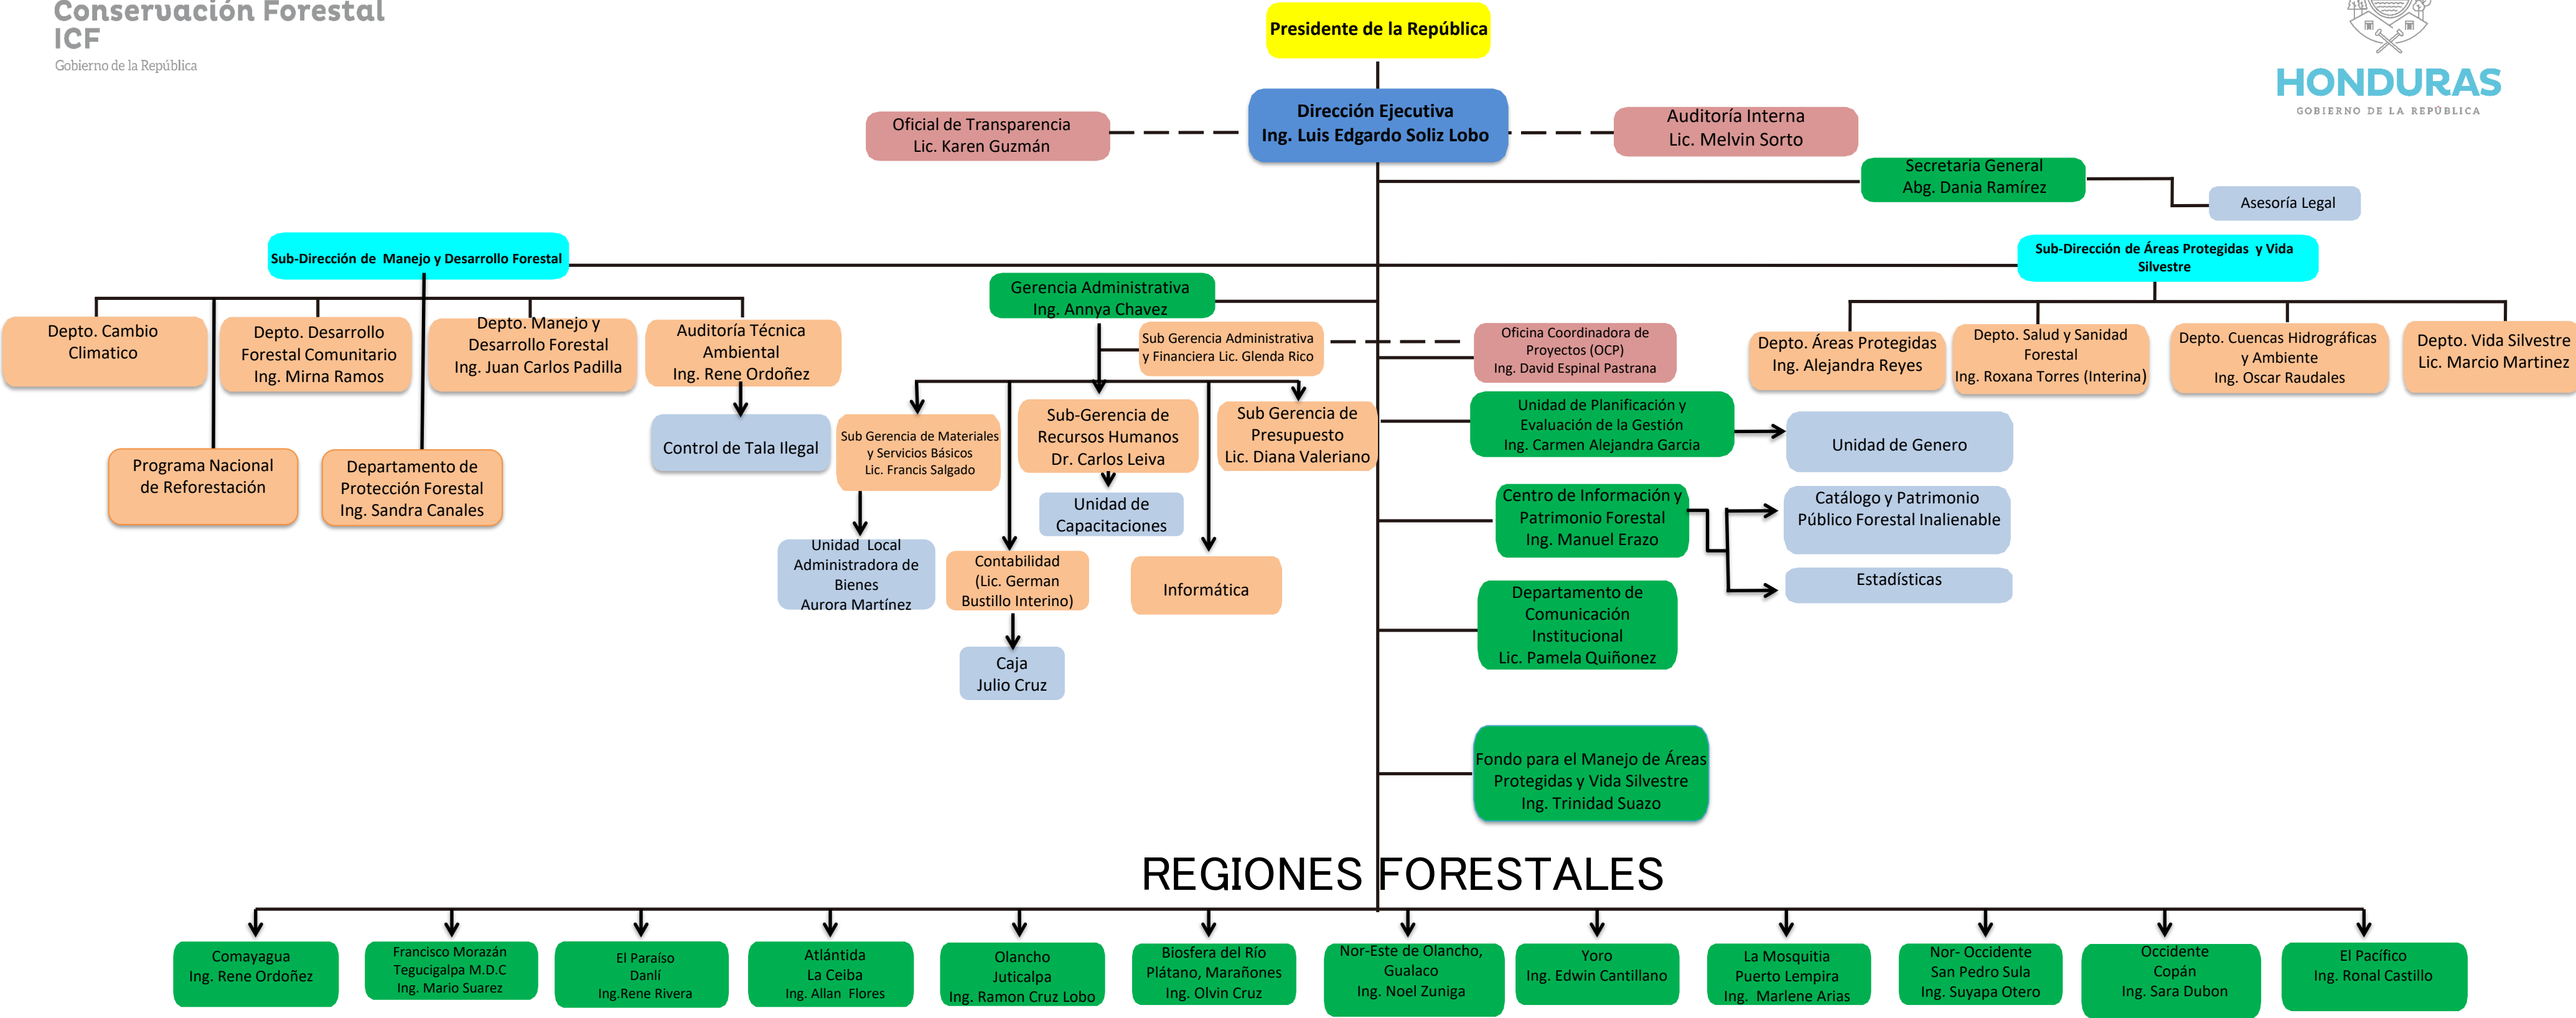 Conservación Forestal
ICF
Gobierno de la República
HONDURAS
GOBIERNO DE LA REPÚBLICA
Presidente de la República
Dirección Ejecutiva
Ing. Luis Edgardo Soliz Lobo
Oficial de Transparencia
Lic. Karen Guzmán
Auditoría Interna
Lic. Melvin Sorto
Secretaria General
Abg. Dania Ramírez
Asesoría Legal
Sub-Dirección de Manejo y Desarrollo Forestal
Sub-Dirección de Áreas Protegidas y Vida
Silvestre
Gerencia Administrativa
Ing. Annya Chavez
Sub Gerencia Administrativa
y Financiera Lic. Glenda Rico
Oficina Coordinadora de
Proyectos (OCP)
Ing. David Espinal Pastrana
Depto. Cambio
Climatico
Depto. Desarrollo
Forestal Comunitario
Ing. Mirna Ramos
Depto. Manejo y
Desarrollo Forestal
Ing. Juan Carlos Padilla
Auditoría Técnica
Ambiental
Ing. Rene Ordoñez
Depto. Áreas Protegidas
Ing. Alejandra Reyes
Depto. Salud y Sanidad
Forestal
Ing. Roxana Torres (Interina)
Depto. Cuencas Hidrográficas
y Ambiente
Ing. Oscar Raudales
Depto. Vida Silvestre
Lic. Marcio Martinez
Programa Nacional
de Reforestación
Departamento de
Protección Forestal
Ing. Sandra Canales
Control de Tala Ilegal
Sub Gerencia de Materiales
y Servicios Básicos
Lic. Francis Salgado
Sub-Gerencia de
Recursos Humanos
Dr. Carlos Leiva
Sub Gerencia de
Presupuesto
Lic. Diana Valeriano
Unidad de Planificación y
Evaluación de la Gestión
Ing. Carmen Alejandra Garcia
Unidad de Genero
Unidad de
Capacitaciones
Centro de Información y
Patrimonio Forestal
Ing. Manuel Erazo
Catálogo y Patrimonio
Público Forestal Inalienable
Estadísticas
Unidad Local
Administradora de
Bienes
Aurora Martínez
Contabilidad
(Lic. German
Bustillo Interino)
Informática
Caja
Julio Cruz
Departamento de
Comunicación
Institucional
Lic. Pamela Quiñonez
Fondo para el Manejo de Áreas
Protegidas y Vida Silvestre
Ing. Trinidad Suazo
REGIONES FORESTALES
Comayagua
Ing. Rene Ordoñez
Francisco Morazán
Tegucigalpa M.D.C
Ing. Mario Suarez
El Paraíso
Danlí
Ing.Rene Rivera
Atlántida
La Ceiba
Ing. Allan Flores
Olancho
Juticalpa
Ing. Ramon Cruz Lobo
Biosfera del Río
Plátano, Marañones
Ing. Olvin Cruz
Nor-Este de Olancho,
Gualaco
Ing. Noel Zuniga
Yoro
Ing. Edwin Cantillano
La Mosquitia
Puerto Lempira
Ing. Marlene Arias
Nor- Occidente
San Pedro Sula
Ing. Suyapa Otero
Occidente
Copán
Ing. Sara Dubon
El Pacífico
Ing. Ronal Castillo